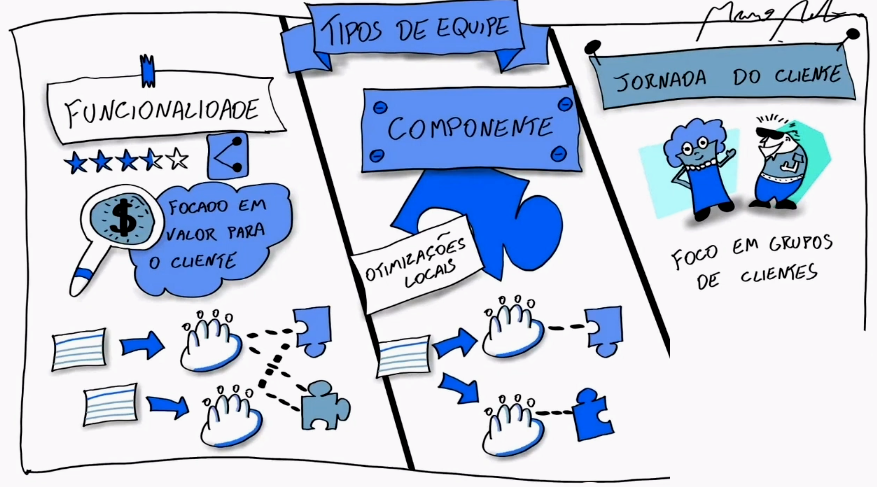 TIPOS DE EQUIPE
FUNCIONALIDADE
$
FOCADO EM
VALOR PARA
O CLIENTE
COMPONENTE
OTIMIZAÇÕES
LOCAIS
JORNADA DO CLIENTE
FOCO EM GRUPOS
DE CLIENTES